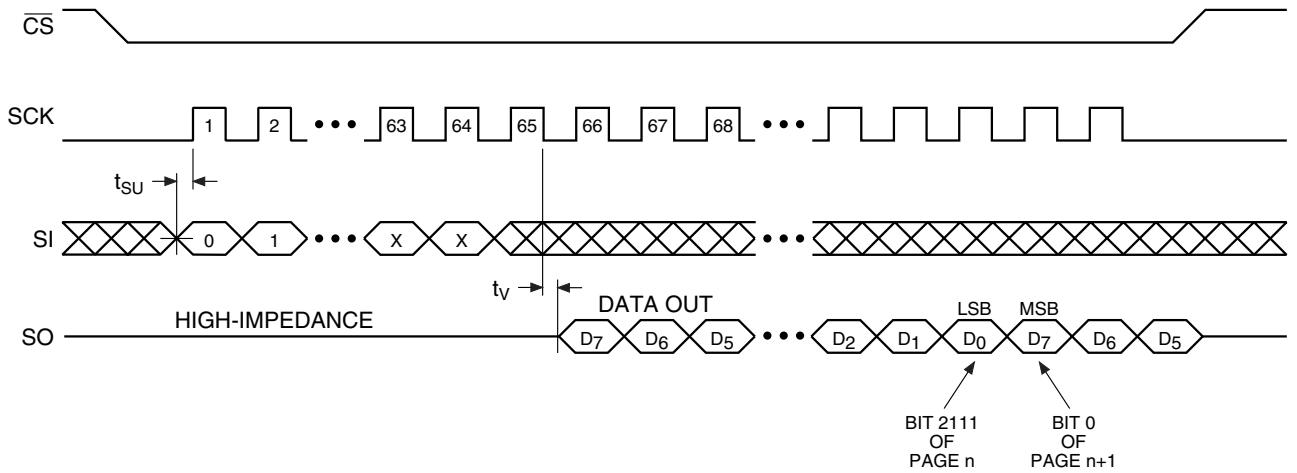 CS
SCK
1 2 ••• 63 64 65 66 67 68 •••
tSU
SI
0 1 ••• X X •••
tV
DATA OUT
HIGH-IMPEDANCE
LSB MSB
SO
D7 D6 D5 ••• D2 D1 D0 D7 D6 D5
BIT 2111
OF
PAGE n
BIT 0
OF
PAGE n+1